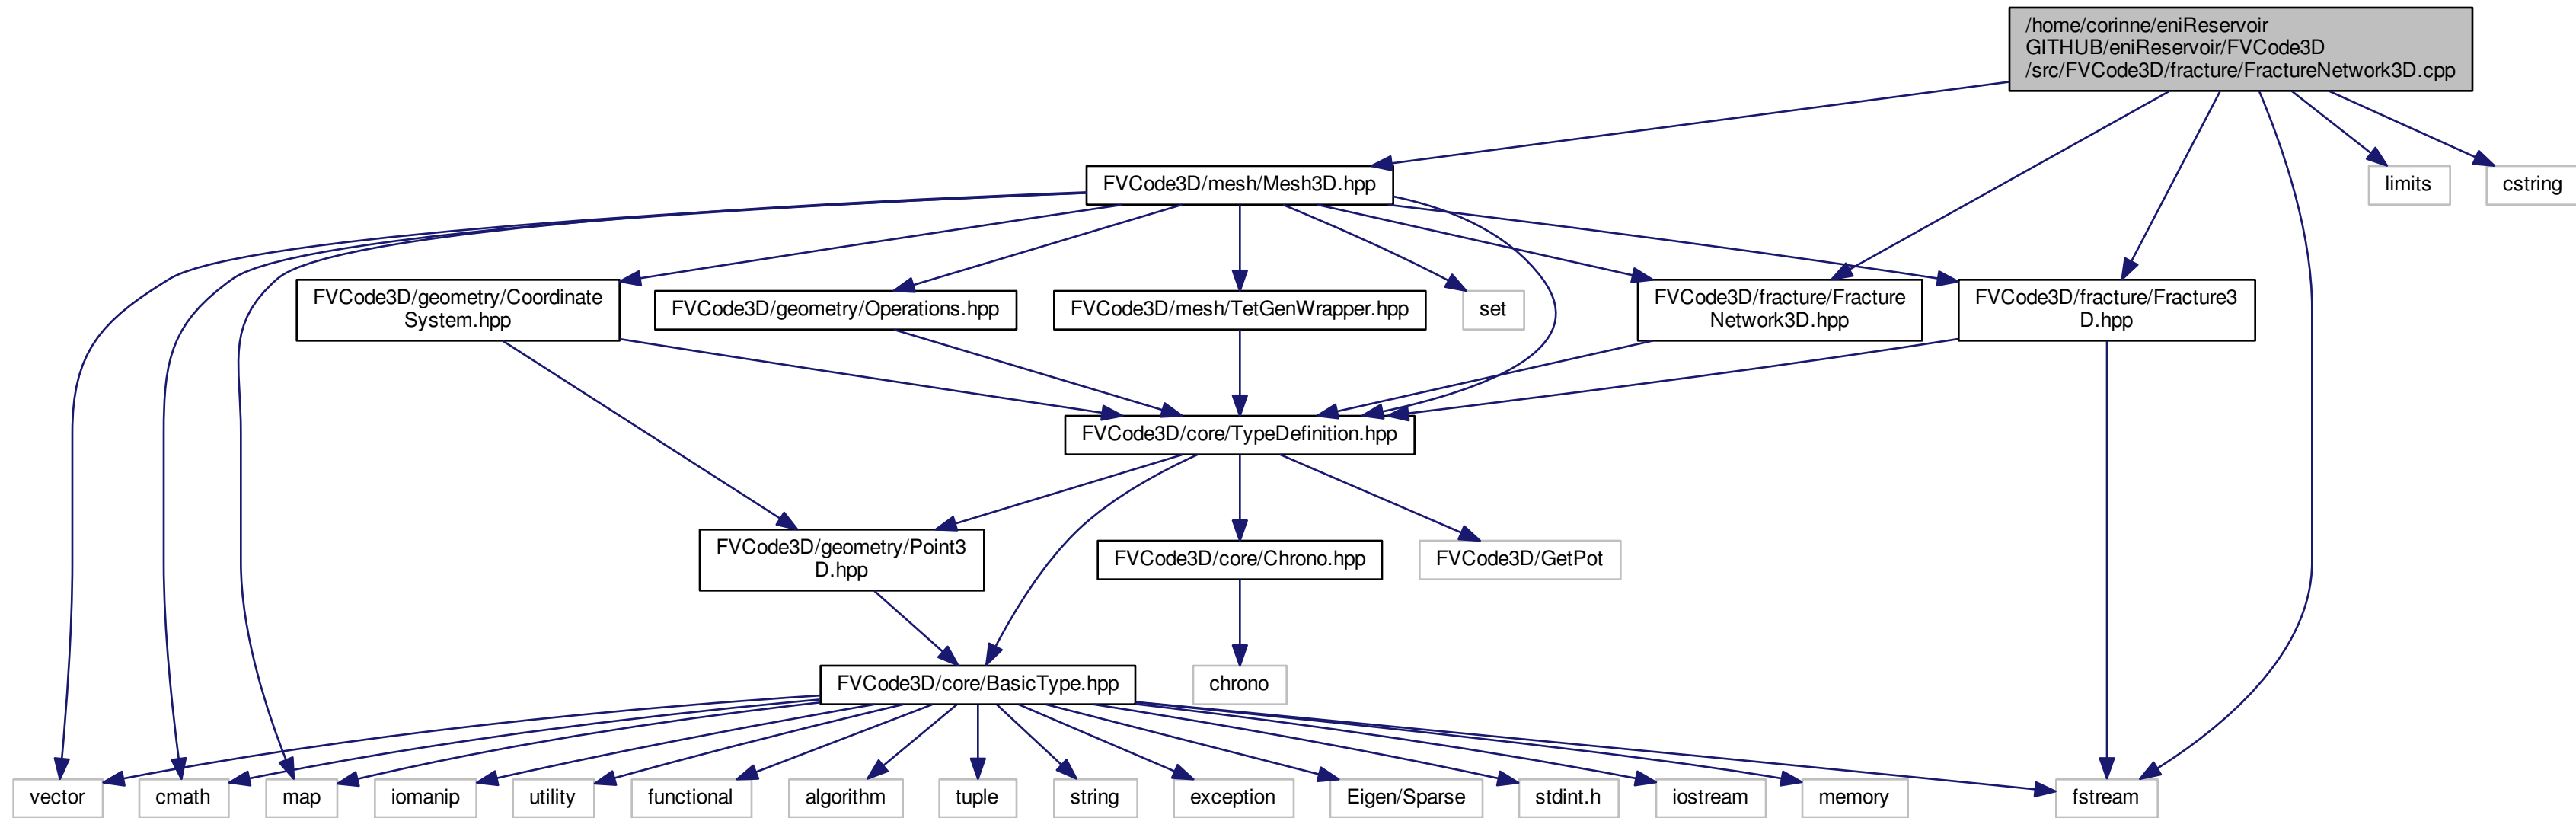 /home/corinne/eniReservoir
GITHUB/eniReservoir/FVCode3D
/src/FVCode3D/fracture/FractureNetwork3D.cpp
FVCode3D/mesh/Mesh3D.hpp
limits
cstring
FVCode3D/geometry/Coordinate
System.hpp
FVCode3D/geometry/Operations.hpp
FVCode3D/mesh/TetGenWrapper.hpp
set
FVCode3D/fracture/Fracture
Network3D.hpp
FVCode3D/fracture/Fracture3
D.hpp
FVCode3D/core/TypeDefinition.hpp
FVCode3D/geometry/Point3
D.hpp
FVCode3D/core/Chrono.hpp
FVCode3D/GetPot
FVCode3D/core/BasicType.hpp
chrono
vector
cmath
map
iomanip
utility
functional
algorithm
tuple
string
exception
Eigen/Sparse
stdint.h
iostream
memory
fstream